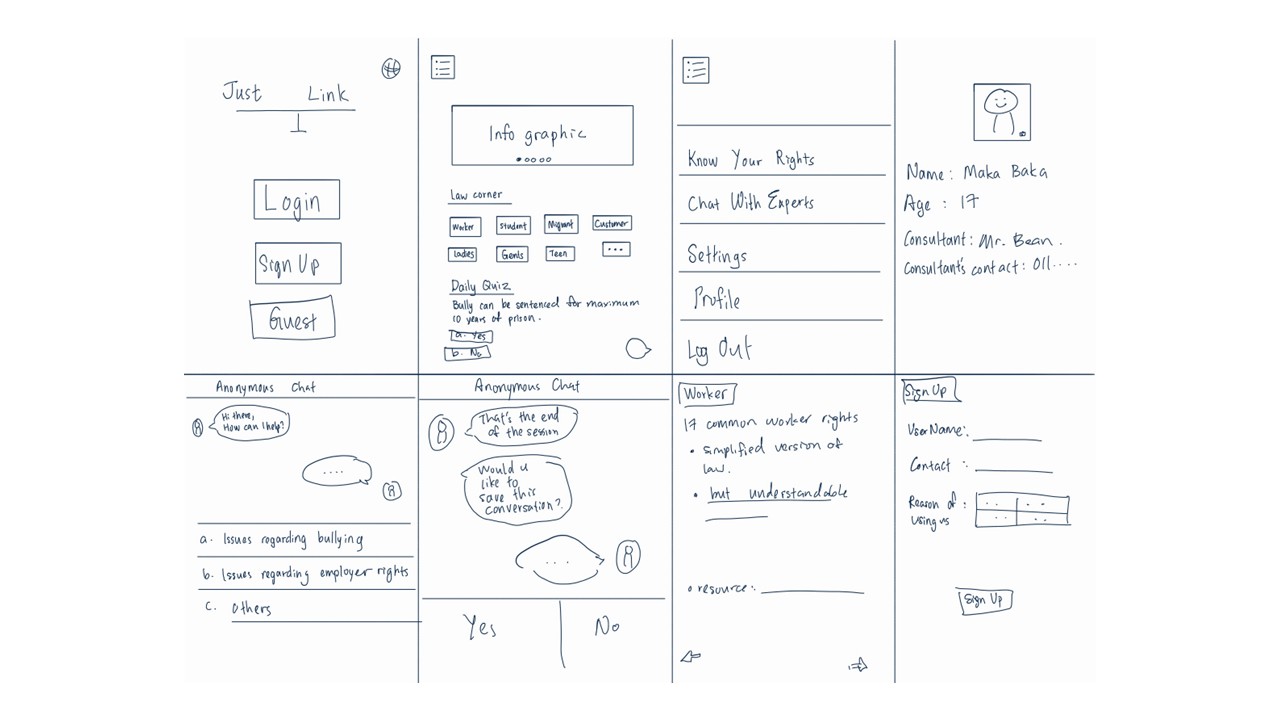 Just Link
Login
Sign Up
Guest
Info graphic
Law corner
Worker Student Migrant Customer
Ladies Gents Teen ...
Daily Quiz
Bully can be sentenced for maximum
10 years of prison.
a. Yes
b. No
Know Your Rights
Chat With Experts
Settings
Profile
Log Out
Name: Maka Baka
Age : 17
Consultant: Mr. Bean.
Consultant's contact: 011....
Anonymous Chat
Hi there,
How can I help?
....
a. Issues regarding bullying
b. Issues regarding employer rights
c. Others
Anonymous Chat
That's the end
of the session
Would u
like to
save this
conversation?
...
Yes No
Worker
17 common worker rights
• simplified version of
law.
• but understandable
resource:
Sign Up
UserName:
Contact :
Reason of :
using us
.. ..
.. ..
Sign Up